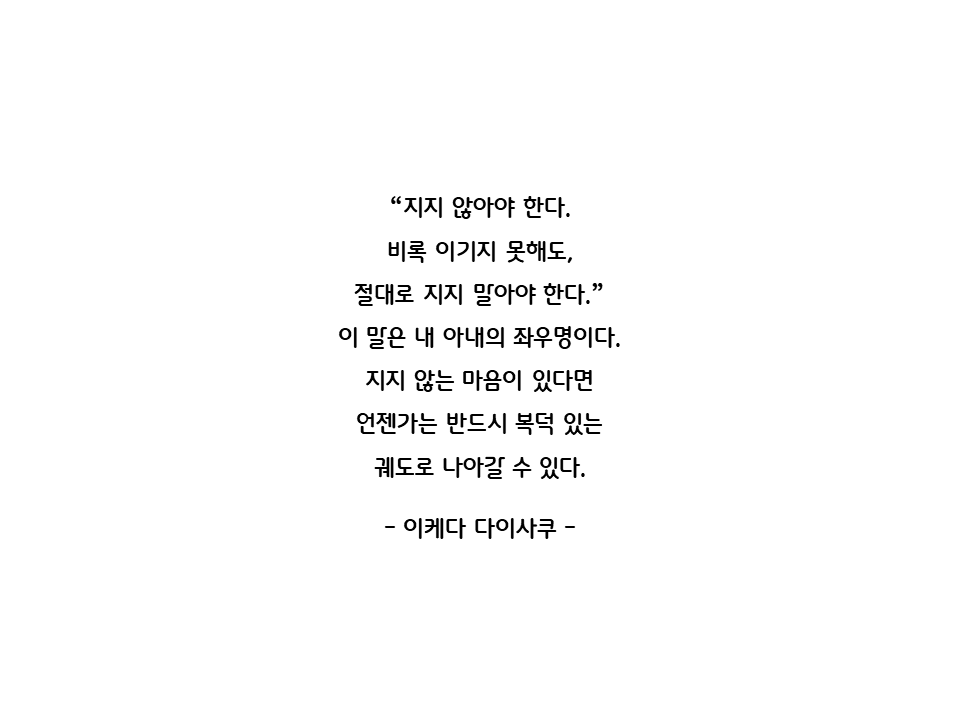 “지지 않아야 한다.
비록 이기지 못해도,
절대로 지지 말아야 한다.”
이 말은 내 아내의 좌우명이다.
지지 않는 마음이 있다면
언젠가는 반드시 복덕 있는
궤도로 나아갈 수 있다.
- 이케다 다이사쿠 -